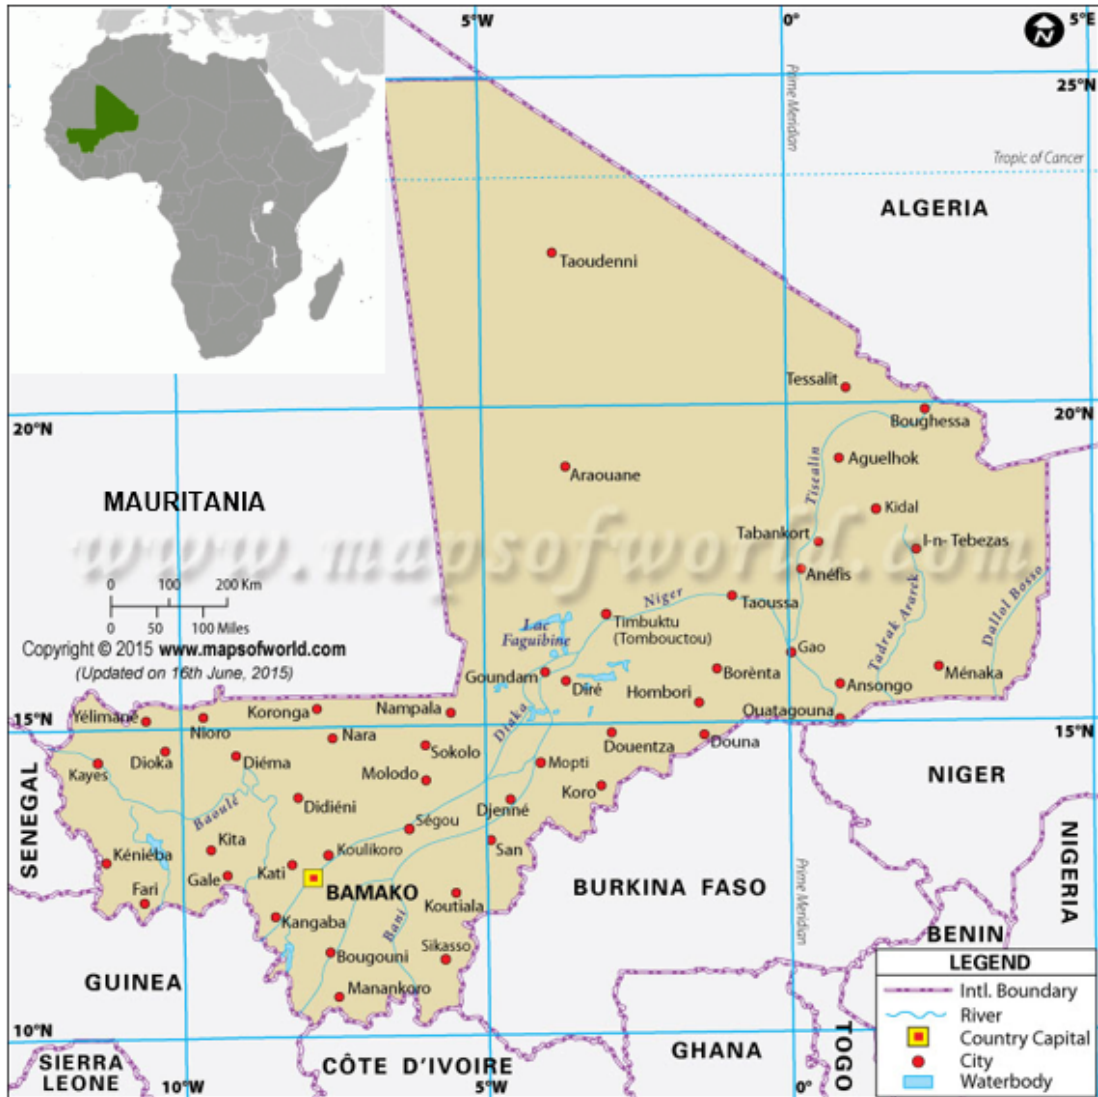 5°W
0°
5°E
N
25°N
Prime Meridian
Tropic of Cancer
ALGERIA
Taoudenni
Tessalit
20°N
20°N
Boughessa
Tisealin
Aguelhok
Araouane
MAURITANIA
Kidal
www.mapsofworld.com
Tabankort
I-n- Tebezas
Anéfis
0 100 200 Km
0 50 100 Miles
Niger
Taoussa
Tadrak Ararek
Dallol Bosso
Timbuktu
(Tombouctou)
Lac
Faguibine
Copyright © 2015 www.mapsofworld.com
(Updated on 16th June, 2015)
Gao
Goundam
Diré
Borènta
Ménaka
Hombori
Ansongo
Ouatagouna
Yélimané
Nioro
Koronga
Nampala
Diaka
15°N
15°N
Nara
Sokolo
Douentza
Douna
Kayes
Dioka
Diéma
Molodo
Mopti
Koro
NIGER
SENEGAL
Baoulé
Didiéni
Djenné
Ségou
NIGERIA
Kita
Koulikoro
San
Kéniéba
Kati
Gale
Fari
BAMAKO
Koutiala
BURKINA FASO
Prime Meridian
Kangaba
Bani
Sikasso
BENIN
Bougouni
GUINEA
Manankoro
LEGEND
Intl. Boundary
River
Country Capital
City
Waterbody
10°N
SIERRA
LEONE
CÔTE D'IVOIRE
GHANA
TOGO
10°W
5°W
0°